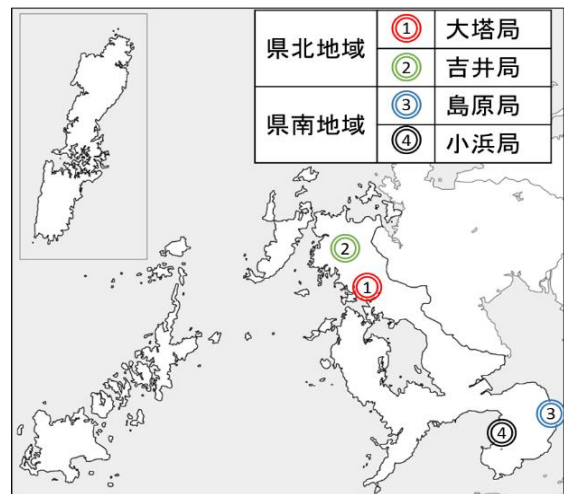 県北地域 ① 大塔局
② 吉井局
県南地域 ③ 島原局
④ 小浜局
②
①
③
④